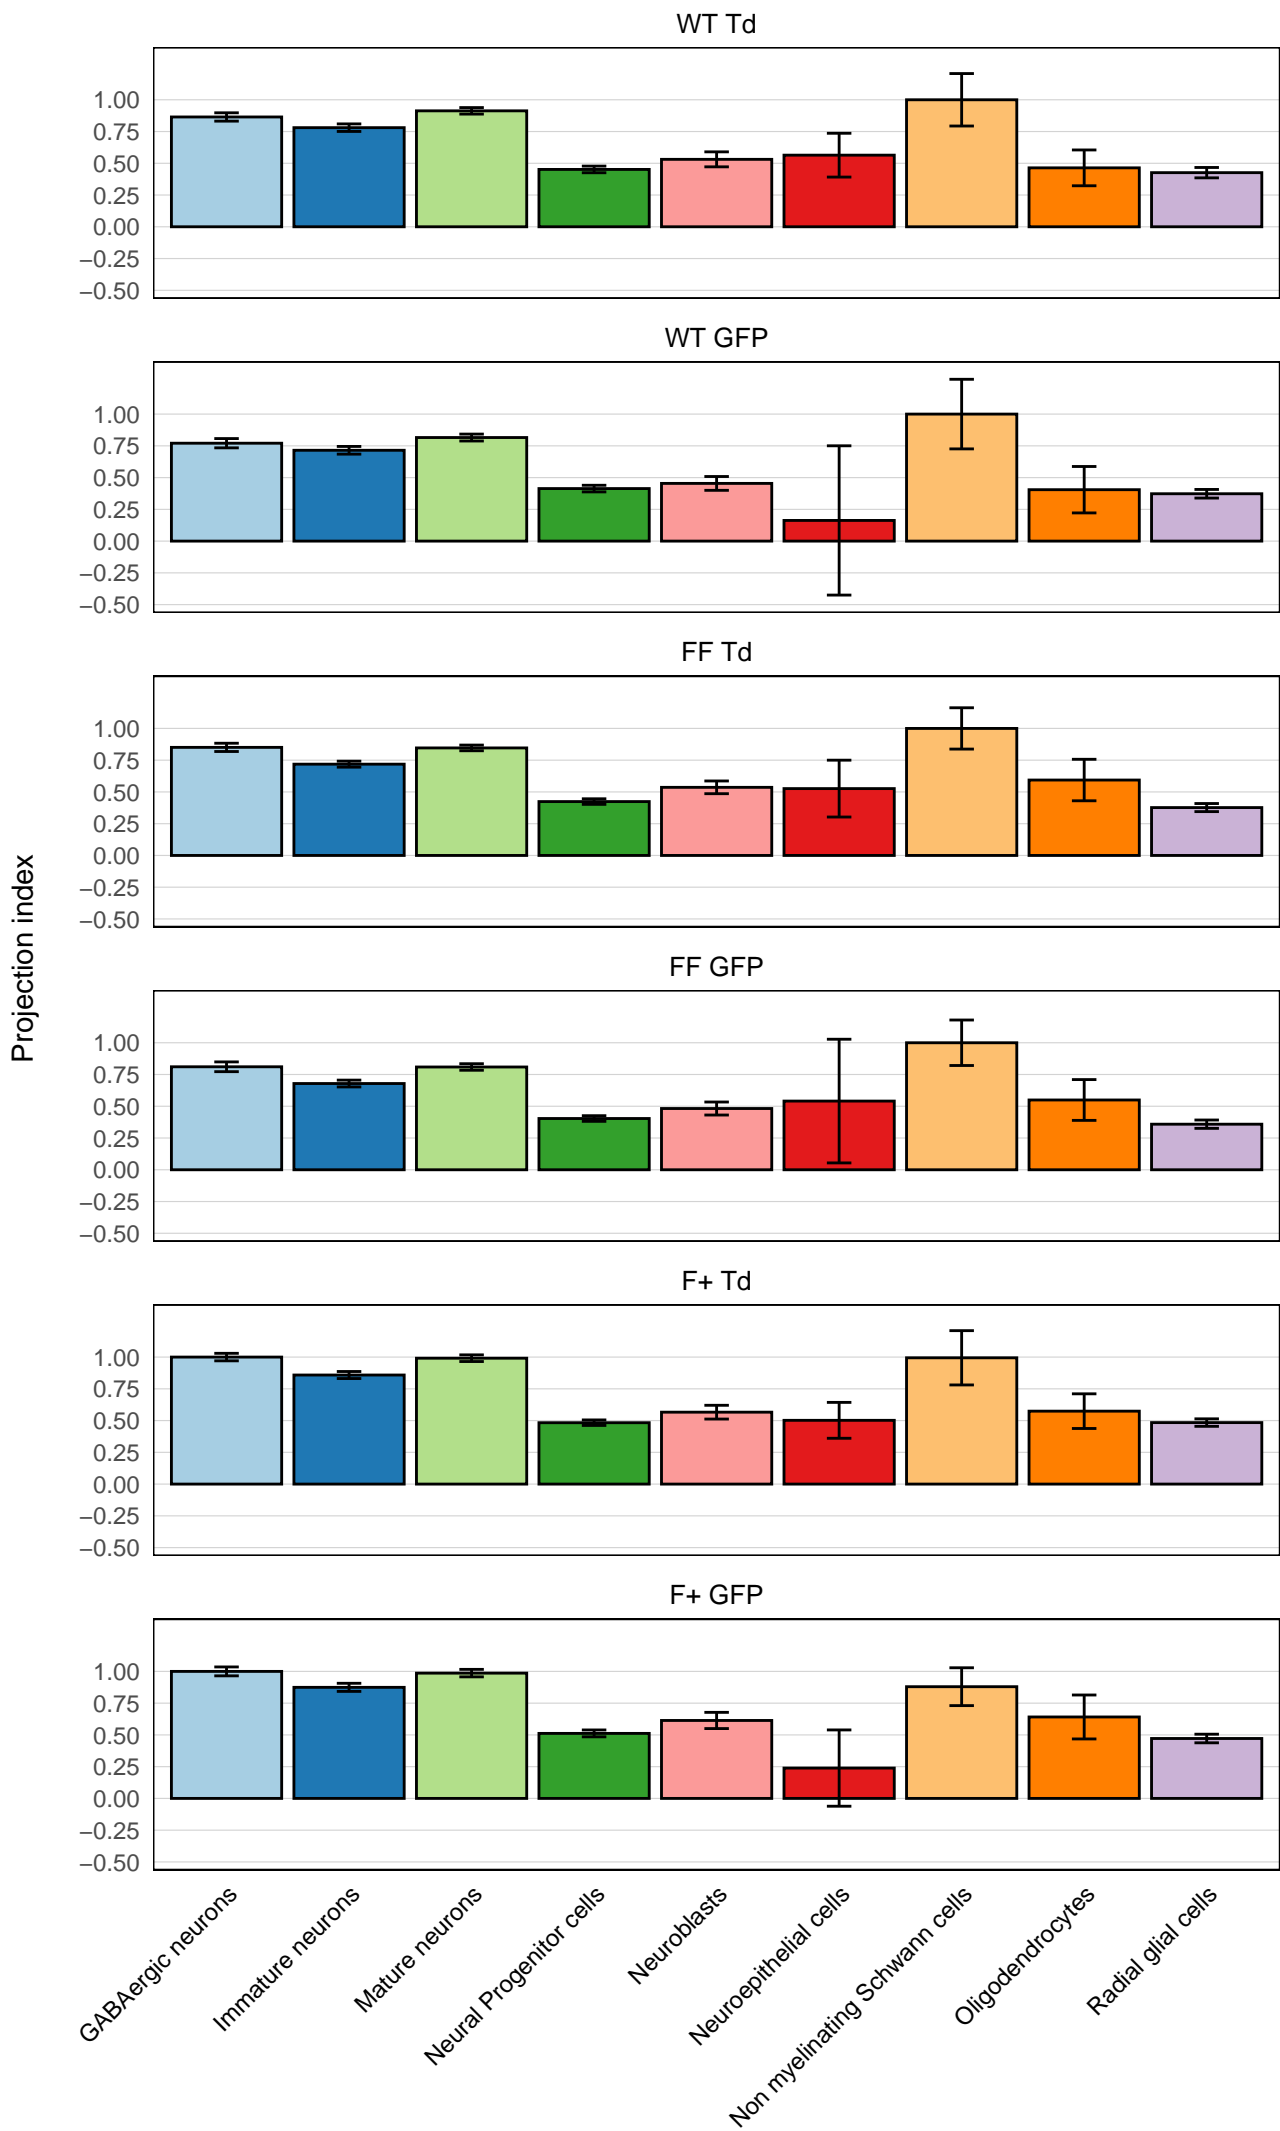 WT Td
1.00
0.75
0.50
0.25
0.00
−0.25
−0.50
WT GFP
1.00
0.75
0.50
0.25
0.00
−0.25
−0.50
FF Td
1.00
0.75
0.50
0.25
0.00
−0.25
−0.50
Projection index
FF GFP
1.00
0.75
0.50
0.25
0.00
−0.25
−0.50
F+ Td
1.00
0.75
0.50
0.25
0.00
−0.25
−0.50
F+ GFP
1.00
0.75
0.50
0.25
0.00
−0.25
−0.50
GABAergic neurons
Immature neurons
Mature neurons
Neural Progenitor cells
Neuroblasts
Neuroepithelial cells
Non myelinating Schwann cells
Oligodendrocytes
Radial glial cells